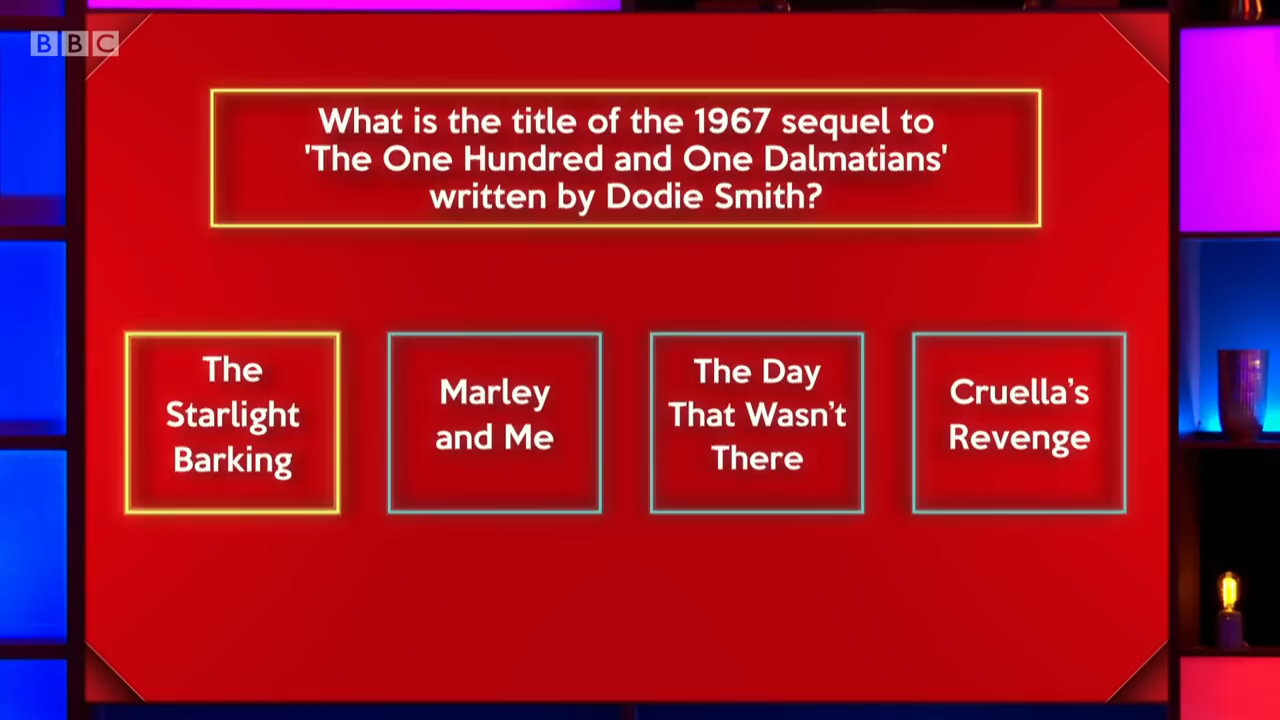 BBC
What is the title of the 1967 sequel to
'The One Hundred and One Dalmatians'
written by Dodie Smith?
The
Starlight
Barking
Marley
and Me
The Day
That Wasn't
There
Cruella's
Revenge